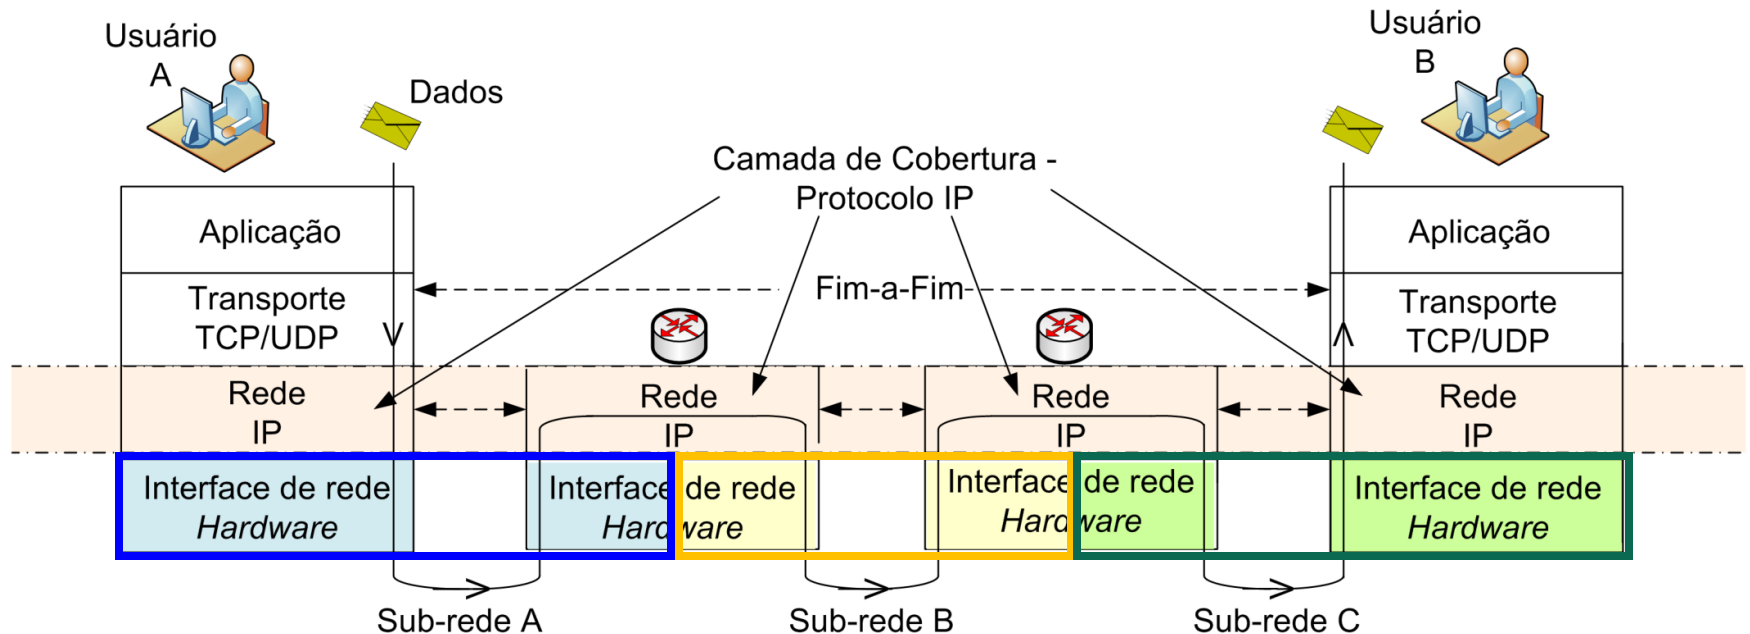 Usuário
A
Dados
Usuário
B
Camada de Cobertura -
Protocolo IP
Aplicação
Aplicação
Fim-a-Fim
Transporte
TCP/UDP
Transporte
TCP/UDP
Rede
IP
Rede
IP
Rede
IP
Rede
IP
Interface de rede
Hardware
Interface de rede
Hardware
Interface de rede
Hardware
Interface de rede
Hardware
Sub-rede A
Sub-rede B
Sub-rede C